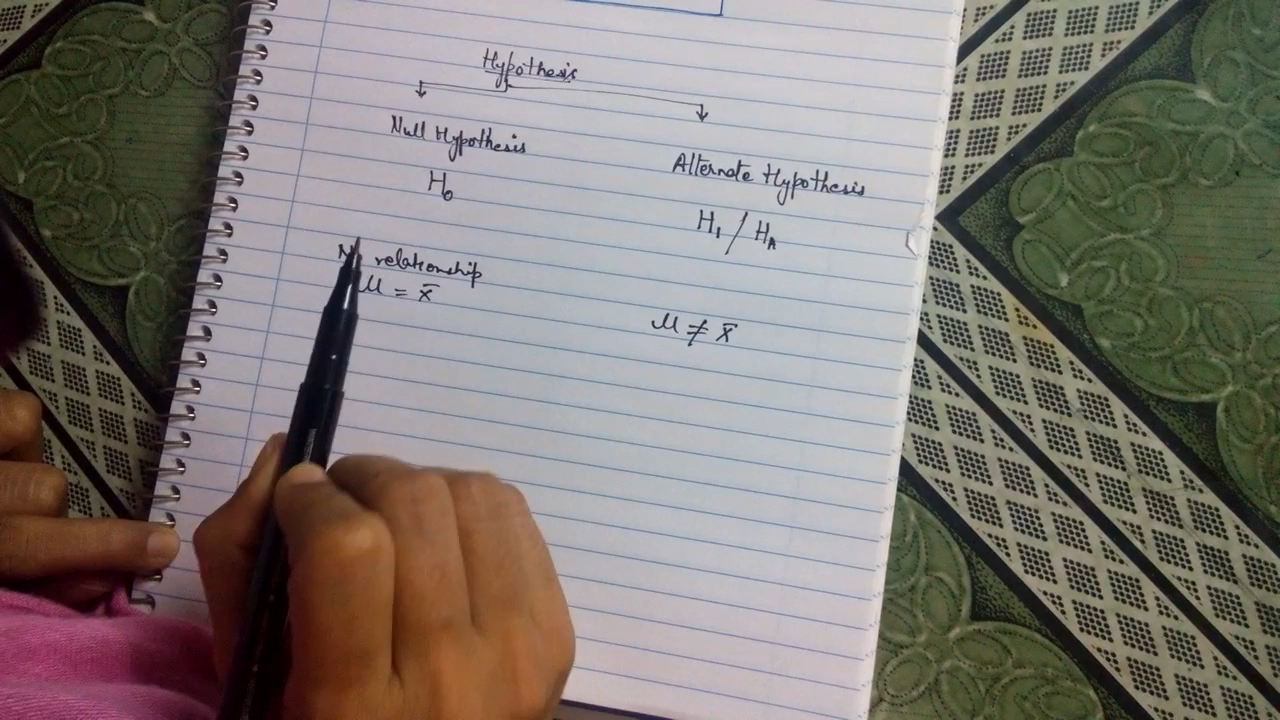 Hypothesis
Null Hypothesis
H₀
Alternate Hypothesis
H₁ / Hₐ
relationship
μ = x̄
μ ≠ x̄